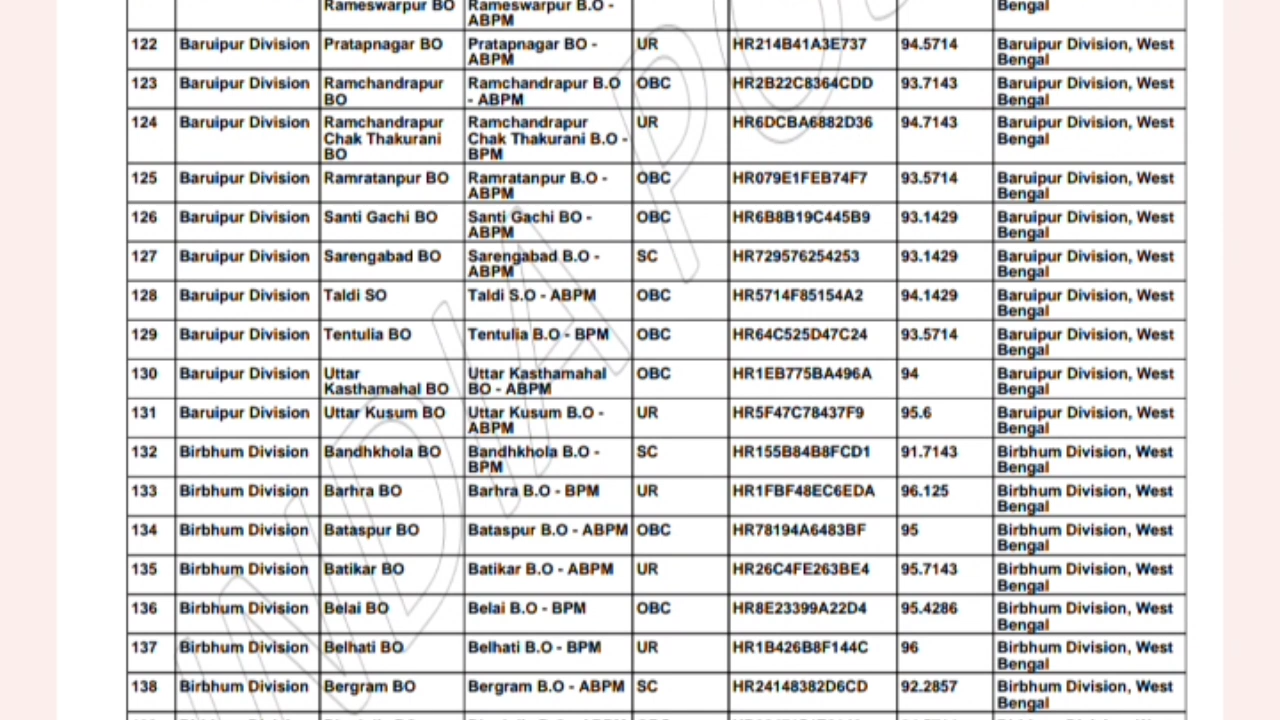 Rameswarpur BO Rameswarpur B.O - ABPM Bengal
122 Baruipur Division Pratapnagar BO Pratapnagar BO - ABPM UR HR214B41A3E737 94.5714 Baruipur Division, West Bengal
123 Baruipur Division Ramchandrapur BO Ramchandrapur B.O - ABPM OBC HR2B22C8364CDD 93.7143 Baruipur Division, West Bengal
124 Baruipur Division Ramchandrapur Chak Thakurani BO Ramchandrapur Chak Thakurani B.O - BPM UR HR6DCBA6882D36 94.7143 Baruipur Division, West Bengal
125 Baruipur Division Ramratanpur BO Ramratanpur B.O - ABPM OBC HR079E1FEB74F7 93.5714 Baruipur Division, West Bengal
126 Baruipur Division Santi Gachi BO Santi Gachi BO - ABPM OBC HR6B8B19C445B9 93.1429 Baruipur Division, West Bengal
127 Baruipur Division Sarengabad BO Sarengabad B.O - ABPM SC HR729576254253 93.1429 Baruipur Division, West Bengal
128 Baruipur Division Taldi SO Taldi S.O - ABPM OBC HR5714F85154A2 94.1429 Baruipur Division, West Bengal
129 Baruipur Division Tentulia BO Tentulia B.O - BPM OBC HR64C525D47C24 93.5714 Baruipur Division, West Bengal
130 Baruipur Division Uttar Kasthamahal BO Uttar Kasthamahal BO - ABPM OBC HR1EB775BA496A 94 Baruipur Division, West Bengal
131 Baruipur Division Uttar Kusum BO Uttar Kusum B.O - ABPM UR HR5F47C78437F9 95.6 Baruipur Division, West Bengal
132 Birbhum Division Bandhkhola BO Bandhkhola B.O - BPM SC HR155B84B8FCD1 91.7143 Birbhum Division, West Bengal
133 Birbhum Division Barhra BO Barhra B.O - BPM UR HR1FBF48EC6EDA 96.125 Birbhum Division, West Bengal
134 Birbhum Division Bataspur BO Bataspur B.O - ABPM OBC HR78194A6483BF 95 Birbhum Division, West Bengal
135 Birbhum Division Batikar BO Batikar B.O - ABPM UR HR26C4FE263BE4 95.7143 Birbhum Division, West Bengal
136 Birbhum Division Belai BO Belai B.O - BPM OBC HR8E23399A22D4 95.4286 Birbhum Division, West Bengal
137 Birbhum Division Belhati BO Belhati B.O - BPM UR HR1B426B8F144C 96 Birbhum Division, West Bengal
138 Birbhum Division Bergram BO Bergram B.O - ABPM SC HR24148382D6CD 92.2857 Birbhum Division, West Bengal